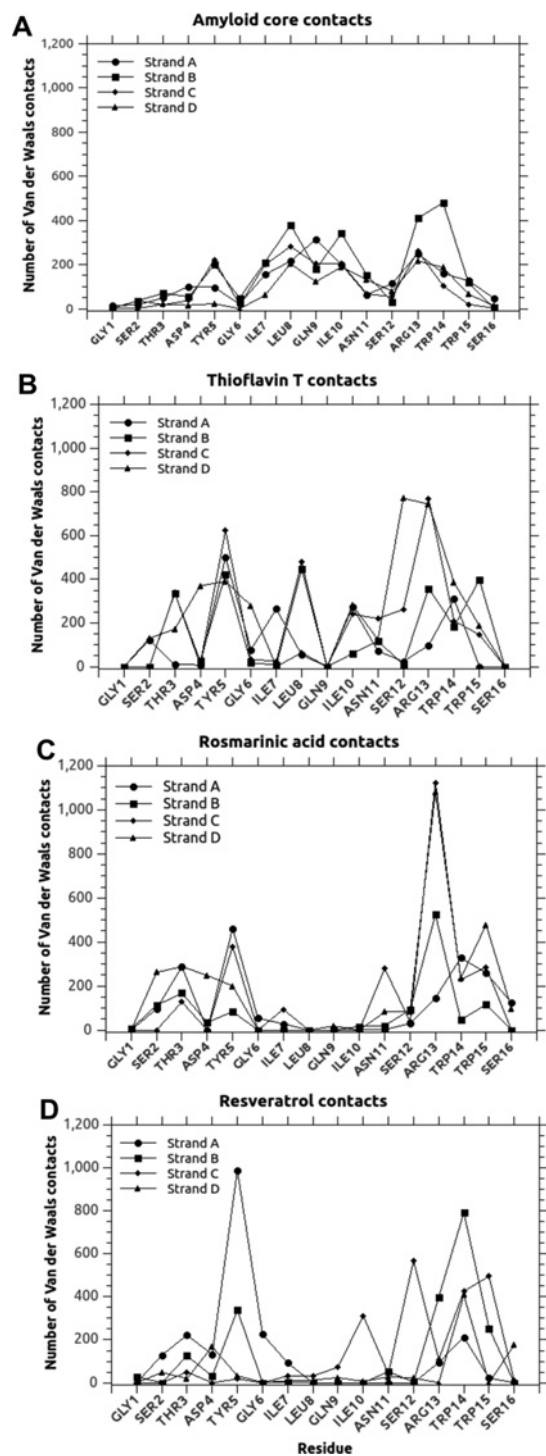 A
Amyloid core contacts
Number of Van der Waals contacts
1,200
1,000
800
600
400
200
0
Strand A
Strand B
Strand C
Strand D
GLY1 SER2 THR3 ASP4 TYR5 GLY6 ILE7 LEU8 GLN9 ILE10 ASN11 SER12 ARG13 TRP14 TRP15 SER16
B
Thioflavin T contacts
Number of Van der Waals contacts
1,200
1,000
800
600
400
200
0
Strand A
Strand B
Strand C
Strand D
GLY1 SER2 THR3 ASP4 TYR5 GLY6 ILE7 LEU8 GLN9 ILE10 ASN11 SER12 ARG13 TRP14 TRP15 SER16
C
Rosmarinic acid contacts
Number of Van der Waals contacts
1,200
1,000
800
600
400
200
0
Strand A
Strand B
Strand C
Strand D
GLY1 SER2 THR3 ASP4 TYR5 GLY6 ILE7 LEU8 GLN9 ILE10 ASN11 SER12 ARG13 TRP14 TRP15 SER16
D
Resveratrol contacts
Number of Van der Waals contacts
1,200
1,000
800
600
400
200
0
Strand A
Strand B
Strand C
Strand D
GLY1 SER2 THR3 ASP4 TYR5 GLY6 ILE7 LEU8 GLN9 ILE10 ASN11 SER12 ARG13 TRP14 TRP15 SER16
Residue